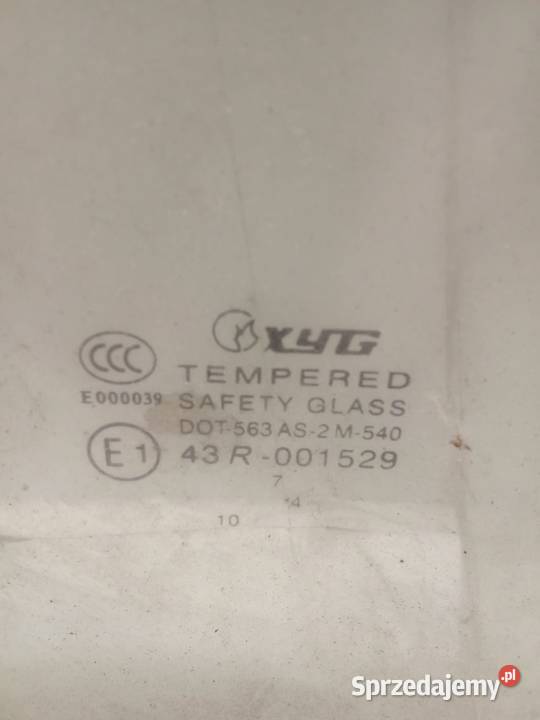 XYG
CCC
TEMPERED
E000039
SAFETY GLASS
DOT-563 AS-2 M-540
E1
43 R -001529
7
4
10
Sprzedajemy.pl